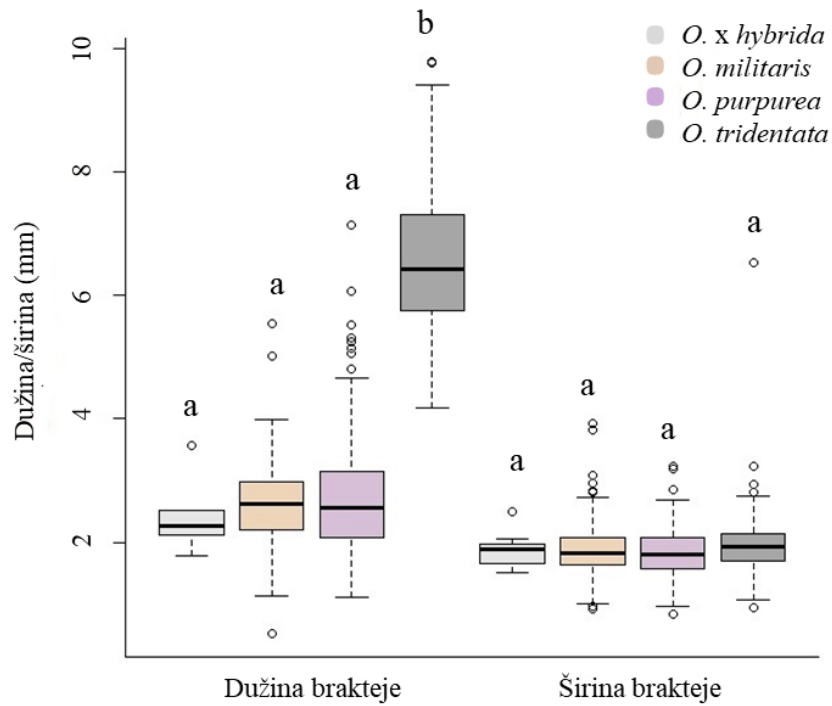 b
O. x hybrida
O. militaris
O. purpurea
O. tridentata
10
8
6
4
2
Dužina/širina (mm)
a
a
a
a
a
a
a
Dužina brakteje
Širina brakteje